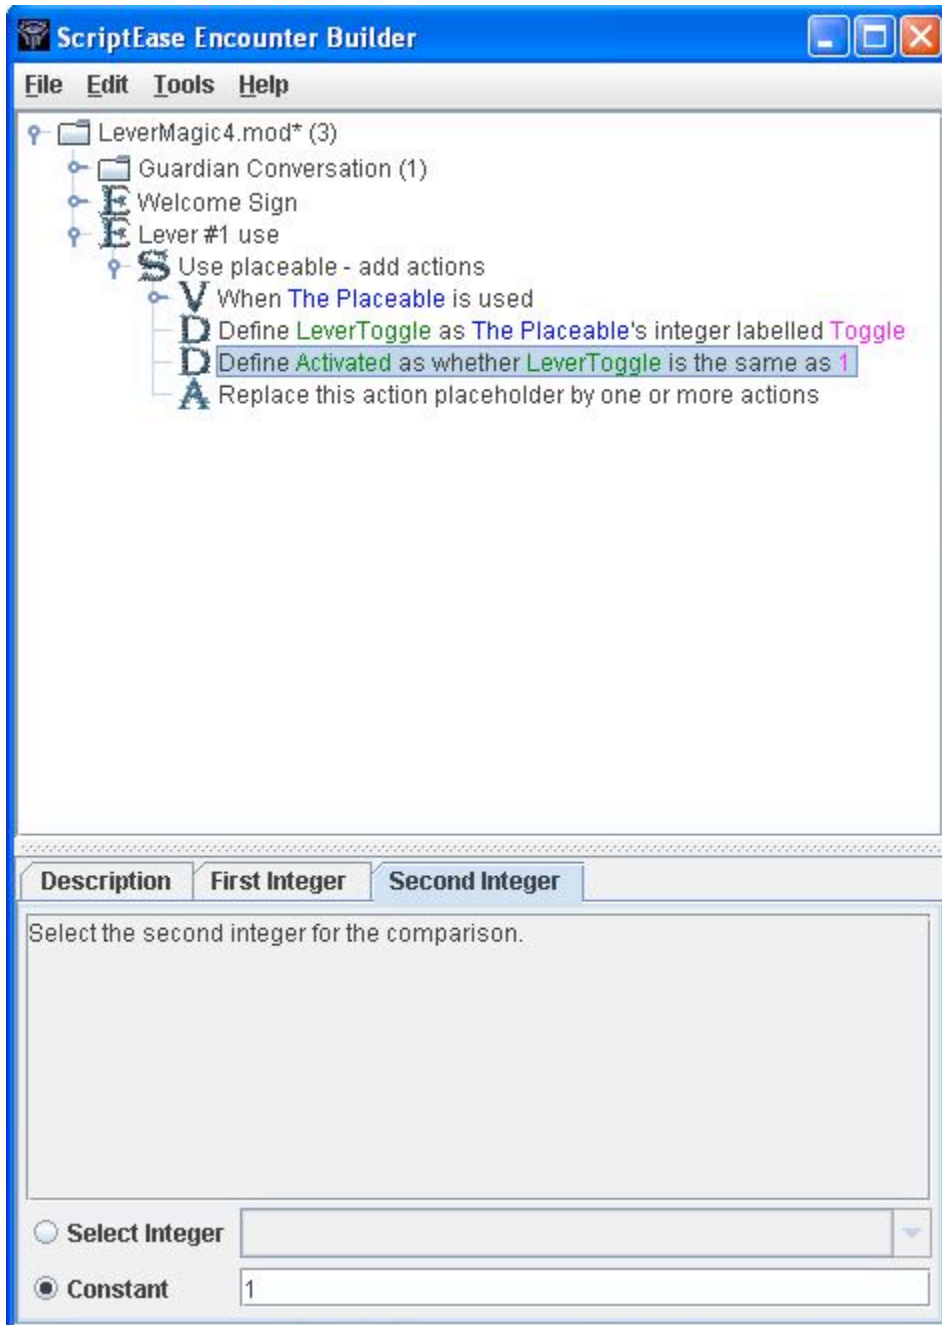 ScriptEase Encounter Builder
File Edit Tools Help
LeverMagic4.mod* (3)
Guardian Conversation (1)
E Welcome Sign
E Lever #1 use
S Use placeable - add actions
V When The Placeable is used
D Define LeverToggle as The Placeable's integer labelled Toggle
D Define Activated as whether LeverToggle is the same as 1
A Replace this action placeholder by one or more actions
Description First Integer Second Integer
Select the second integer for the comparison.
Select Integer
Constant 1